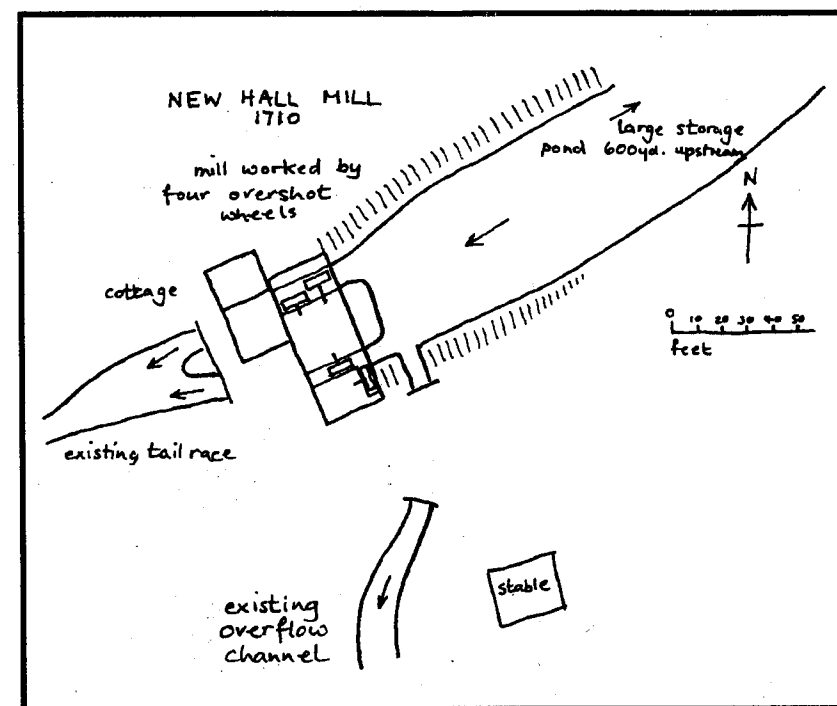 NEW HALL MILL
1710
mill worked by
four overshot
wheels
large storage
pond 600yd. upstream
N
cottage
0 10 20 30 40 50
feet
existing tail race
existing
overflow
channel
stable